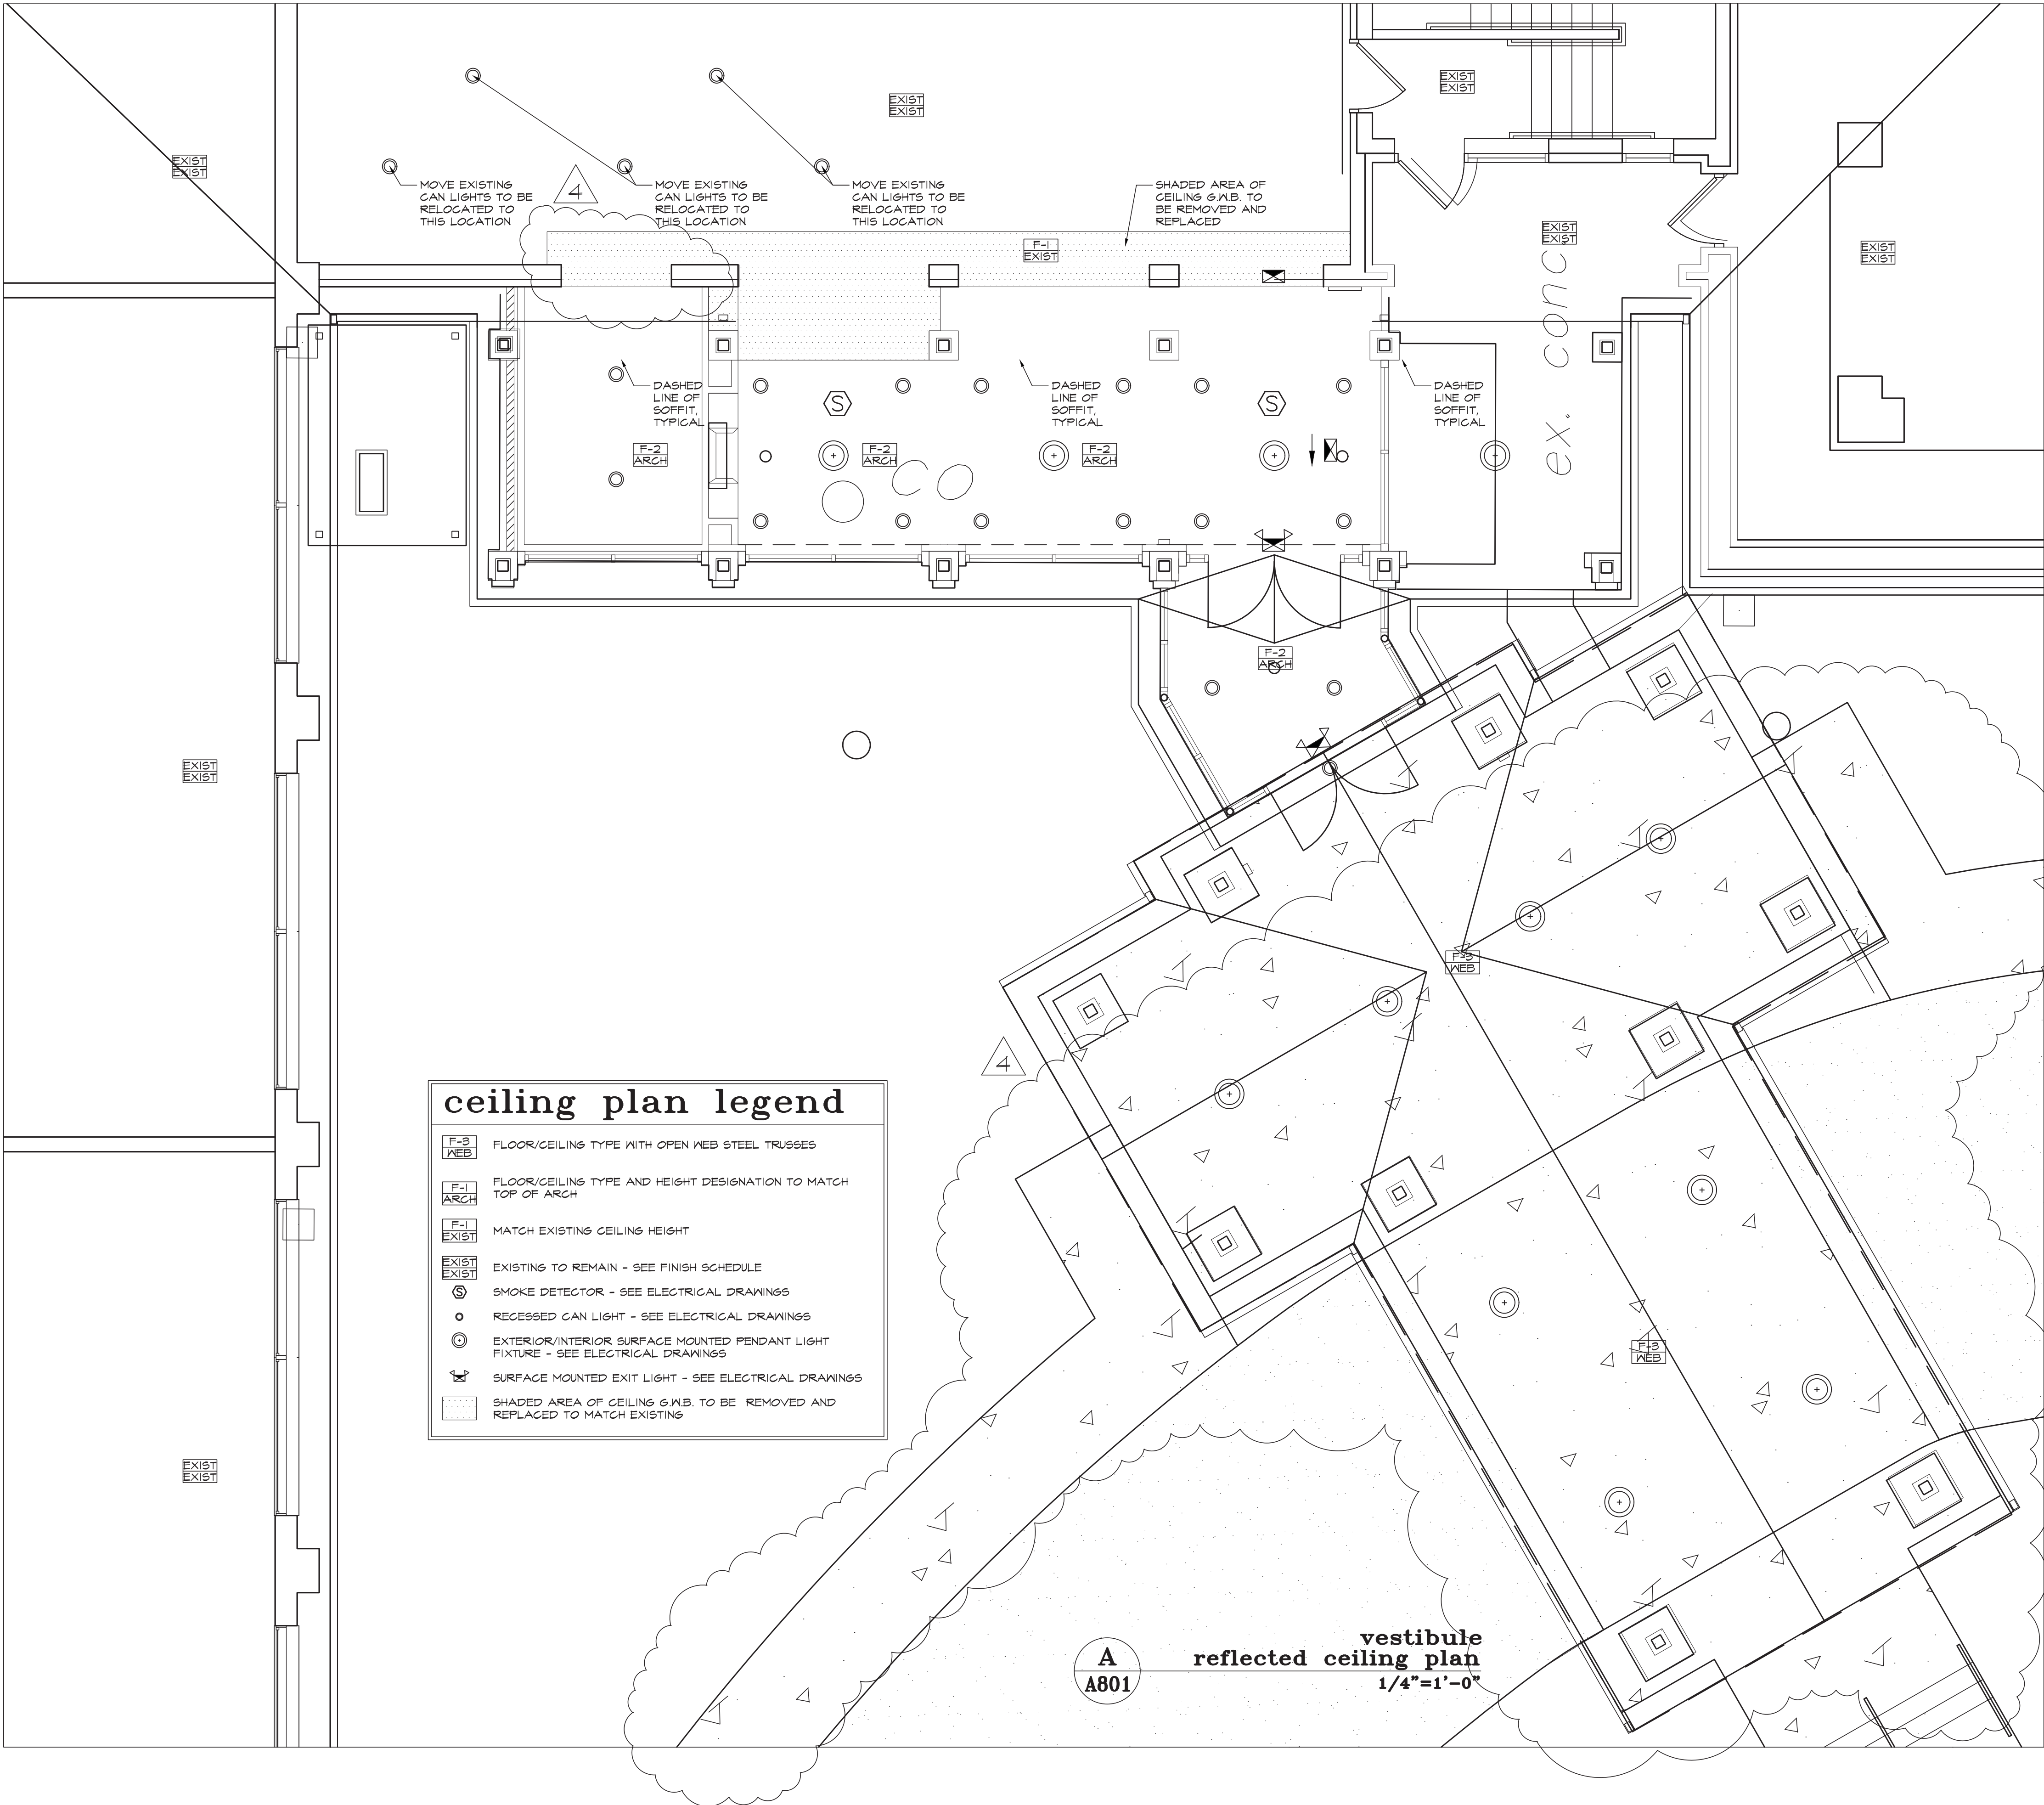 EXIST
EXIST
EXIST
EXIST
EXIST
EXIST
MOVE EXISTING
CAN LIGHTS TO BE
RELOCATED TO
THIS LOCATION
4
MOVE EXISTING
CAN LIGHTS TO BE
RELOCATED TO
THIS LOCATION
MOVE EXISTING
CAN LIGHTS TO BE
RELOCATED TO
THIS LOCATION
SHADED AREA OF
CEILING G.W.B. TO
BE REMOVED AND
REPLACED
F-1
EXIST
EXIST
EXIST
EXIST
EXIST
ex. conc.
DASHED
LINE OF
SOFFIT,
TYPICAL
DASHED
LINE OF
SOFFIT,
TYPICAL
DASHED
LINE OF
SOFFIT,
TYPICAL
S
S
F-2
ARCH
F-2
ARCH
F-2
ARCH
F-2
ARCH
EXIST
EXIST
F-3
WEB
4
ceiling plan legend
F-3
WEB
FLOOR/CEILING TYPE WITH OPEN WEB STEEL TRUSSES
F-1
ARCH
FLOOR/CEILING TYPE AND HEIGHT DESIGNATION TO MATCH
TOP OF ARCH
F-1
EXIST
MATCH EXISTING CEILING HEIGHT
EXIST
EXIST
EXISTING TO REMAIN - SEE FINISH SCHEDULE
S
SMOKE DETECTOR - SEE ELECTRICAL DRAWINGS
RECESSED CAN LIGHT - SEE ELECTRICAL DRAWINGS
EXTERIOR/INTERIOR SURFACE MOUNTED PENDANT LIGHT
FIXTURE - SEE ELECTRICAL DRAWINGS
SURFACE MOUNTED EXIT LIGHT - SEE ELECTRICAL DRAWINGS
SHADED AREA OF CEILING G.W.B. TO BE REMOVED AND
REPLACED TO MATCH EXISTING
F-3
WEB
EXIST
EXIST
A
A801
vestibule
reflected ceiling plan
1/4"=1'-0"